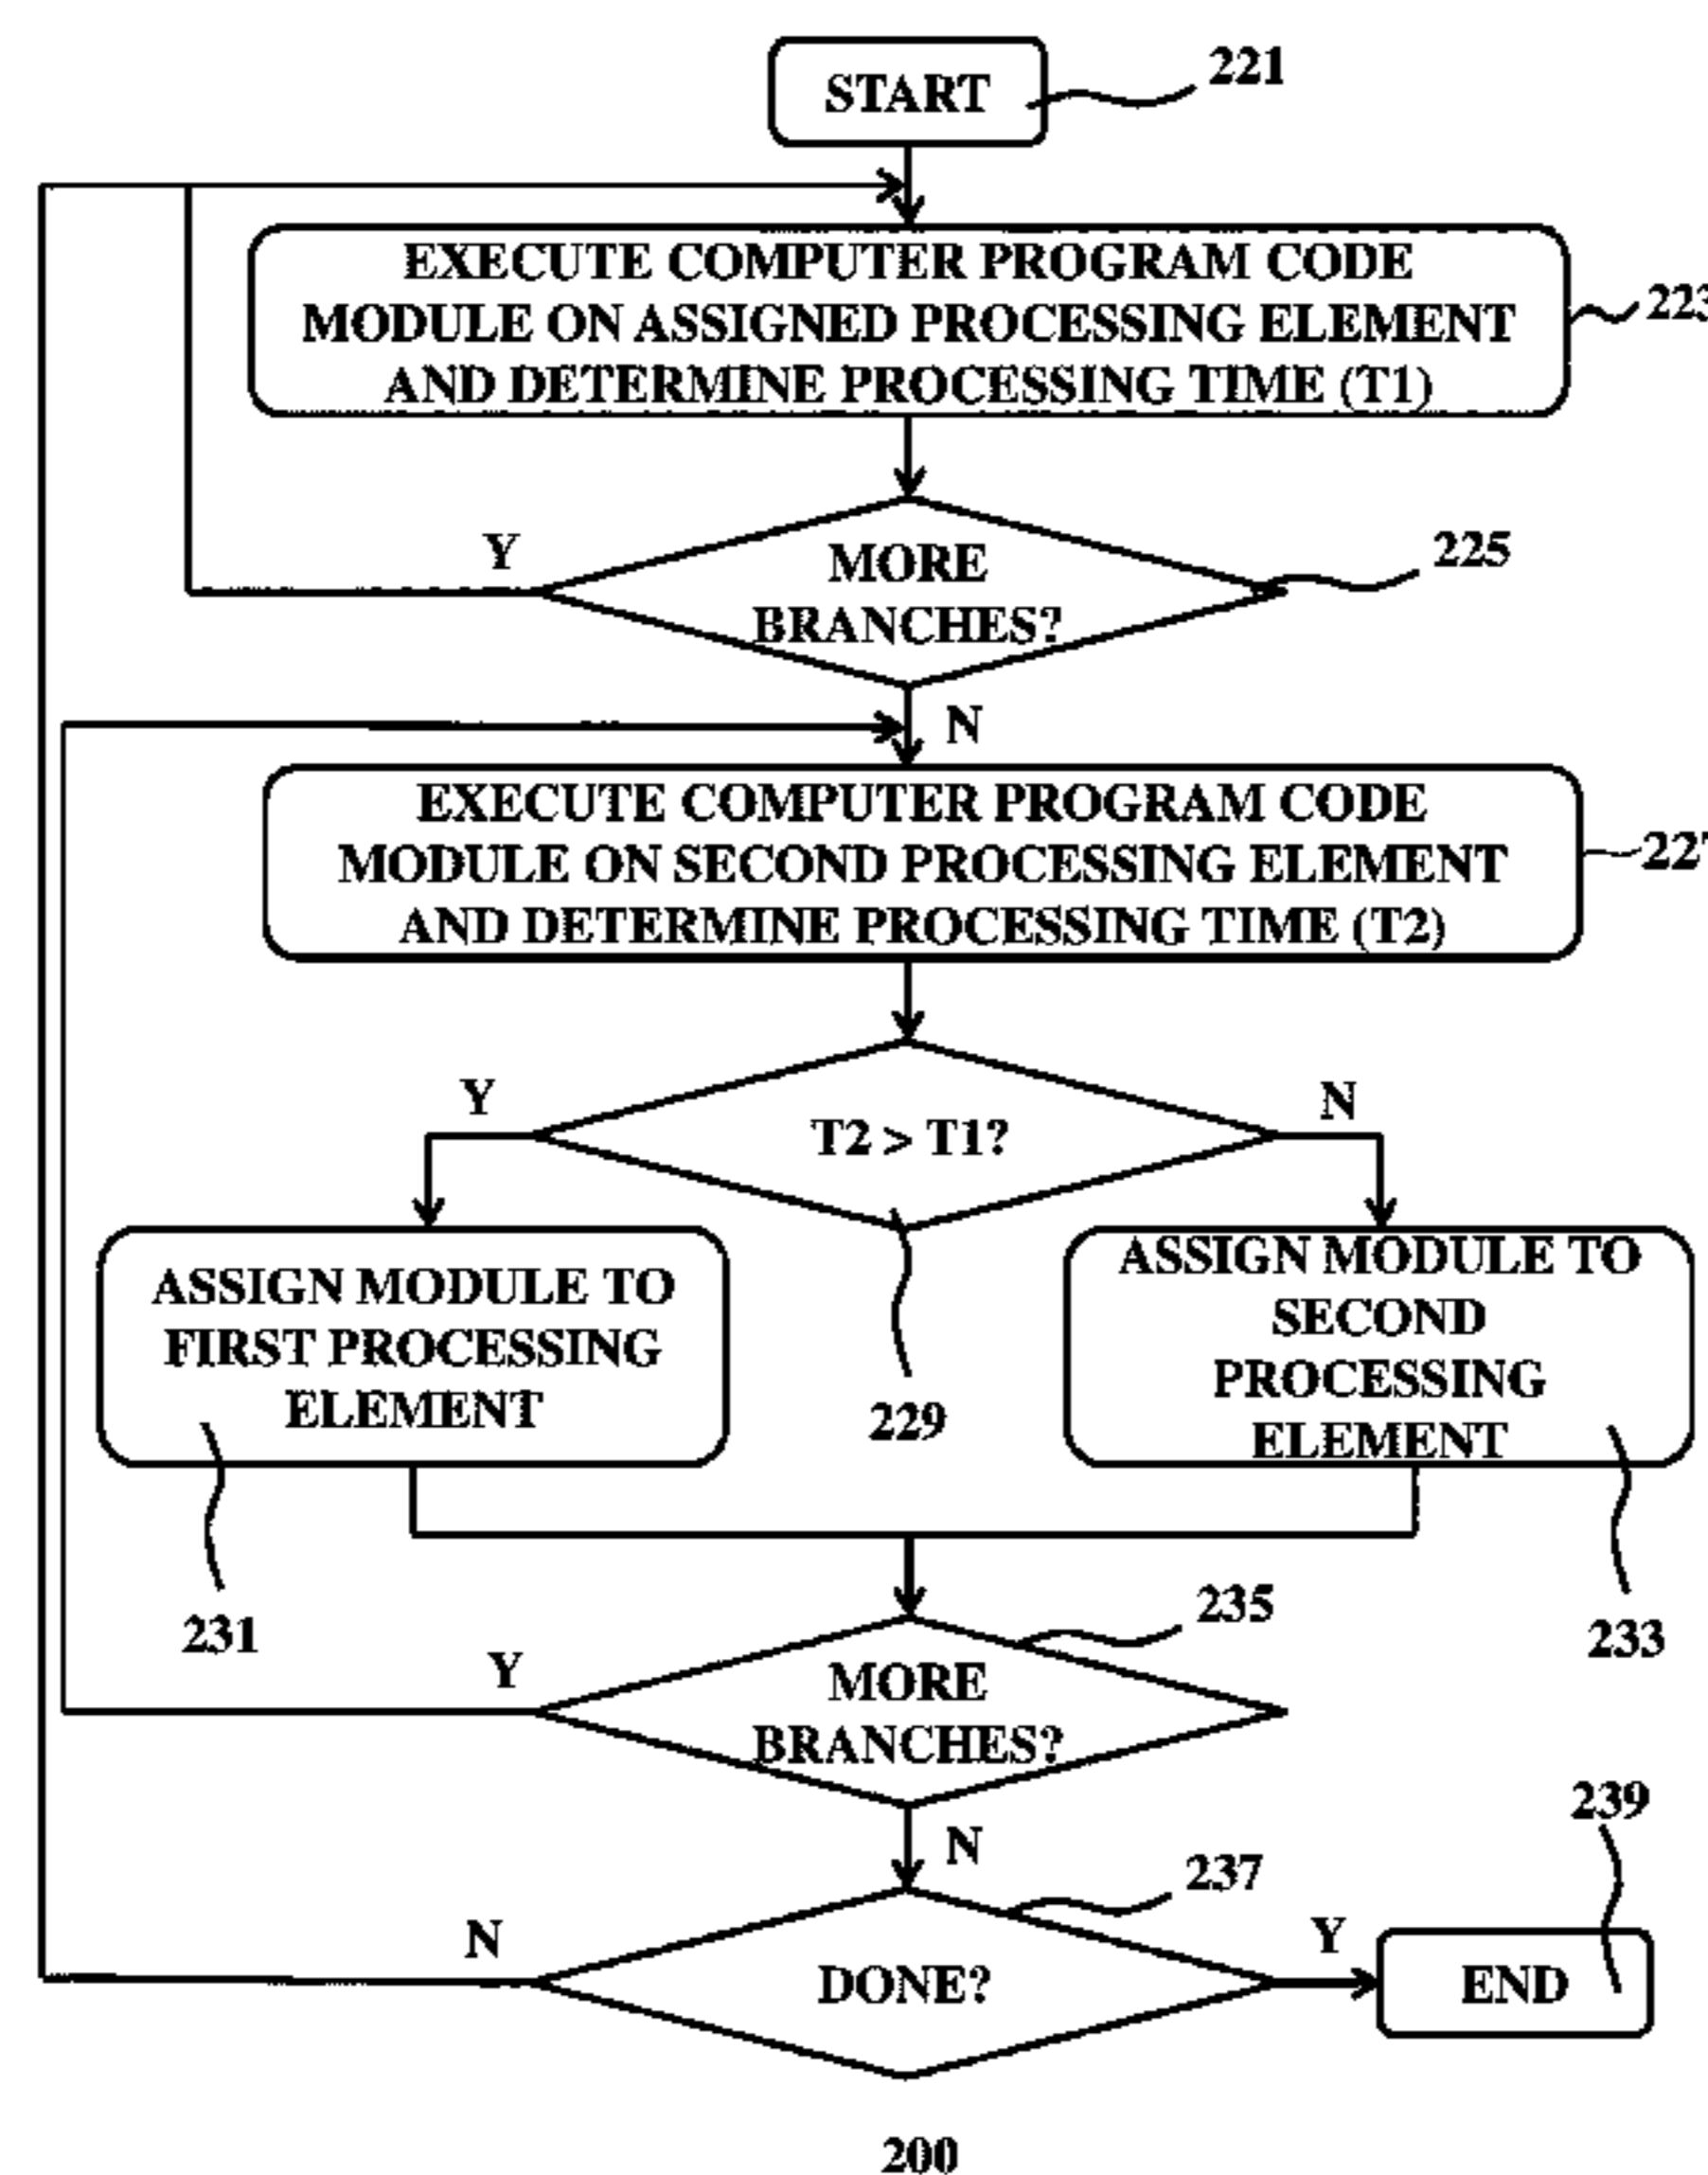 START
221
EXECUTE COMPUTER PROGRAM CODE
MODULE ON ASSIGNED PROCESSING ELEMENT
AND DETERMINE PROCESSING TIME (T1)
223
Y
MORE
BRANCHES?
225
N
EXECUTE COMPUTER PROGRAM CODE
MODULE ON SECOND PROCESSING ELEMENT
AND DETERMINE PROCESSING TIME (T2)
227
Y
T2 > T1?
N
ASSIGN MODULE TO
FIRST PROCESSING
ELEMENT
229
ASSIGN MODULE TO
SECOND
PROCESSING
ELEMENT
231
235
233
Y
MORE
BRANCHES?
239
N
237
N
DONE?
Y
END
200